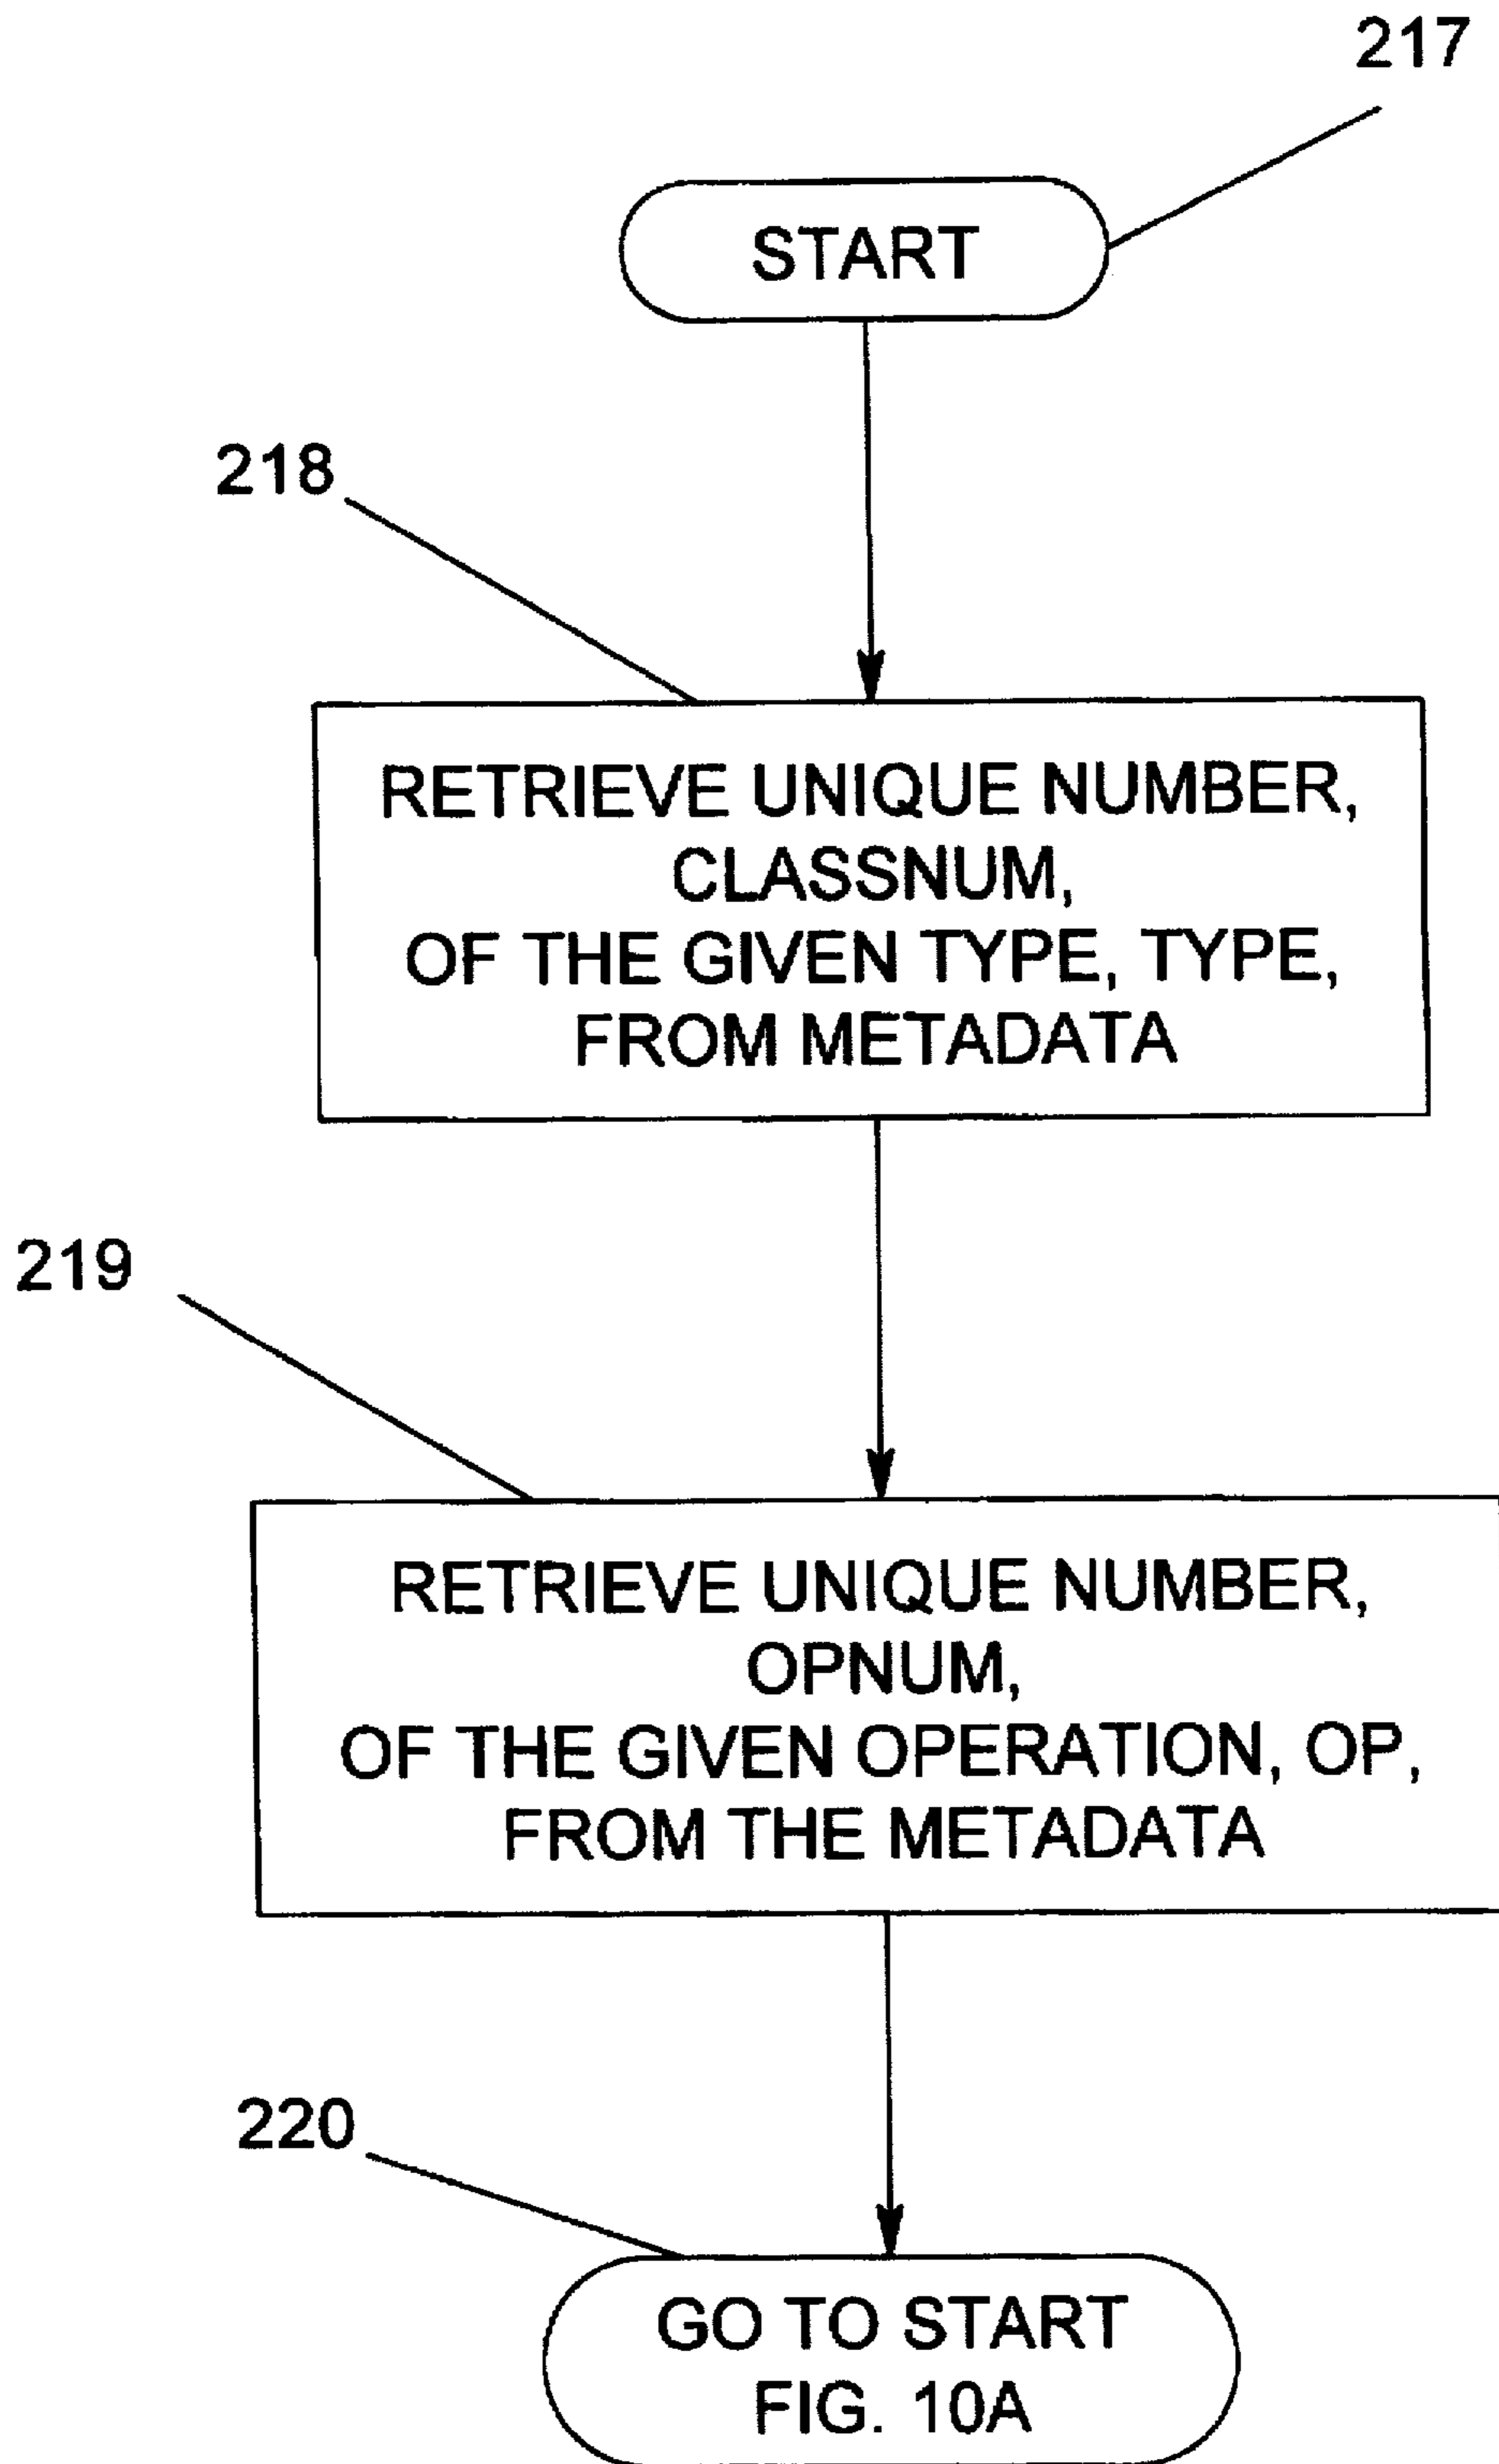 217
START
218
RETRIEVE UNIQUE NUMBER,
CLASSNUM,
OF THE GIVEN TYPE, TYPE,
FROM METADATA
219
RETRIEVE UNIQUE NUMBER,
OPNUM,
OF THE GIVEN OPERATION, OP,
FROM THE METADATA
220
GO TO START
FIG. 10A